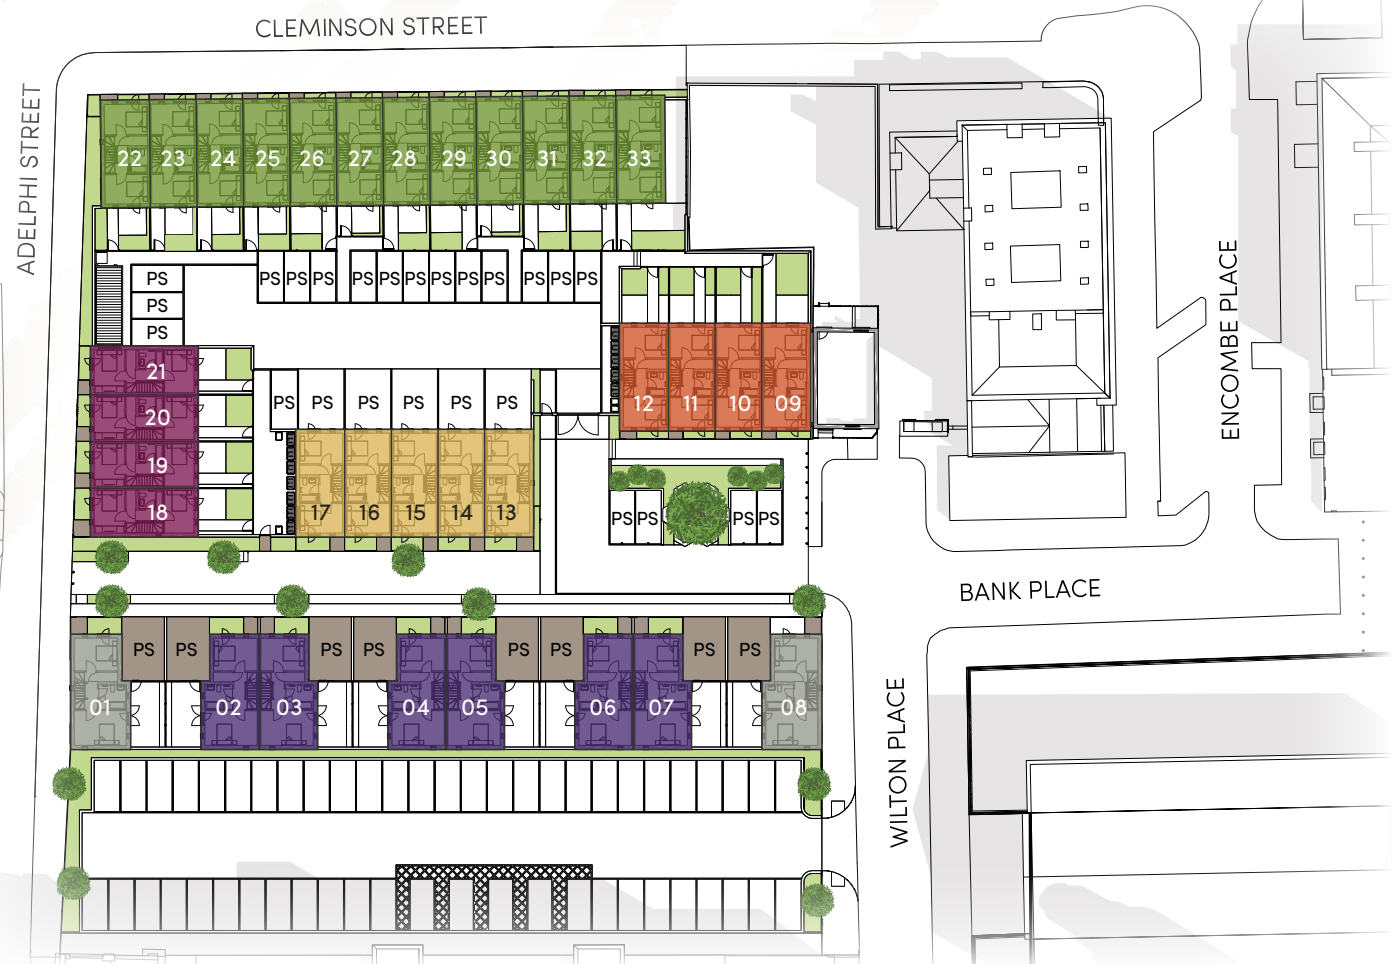 CLEMINSON STREET
ADELPHI STREET
22 23 24 25 26 27 28 29 30 31 32 33
PS PS PS PS PS PS PS PS PS PS PS PS PS
PS
PS
ENCOMBE PLACE
21
20
19
18
PS PS PS PS PS PS
12 11 10 09
17 16 15 14 13
PS PS PS PS
BANK PLACE
PS PS PS PS PS PS PS PS
01 02 03 04 05 06 07 08
WILTON PLACE